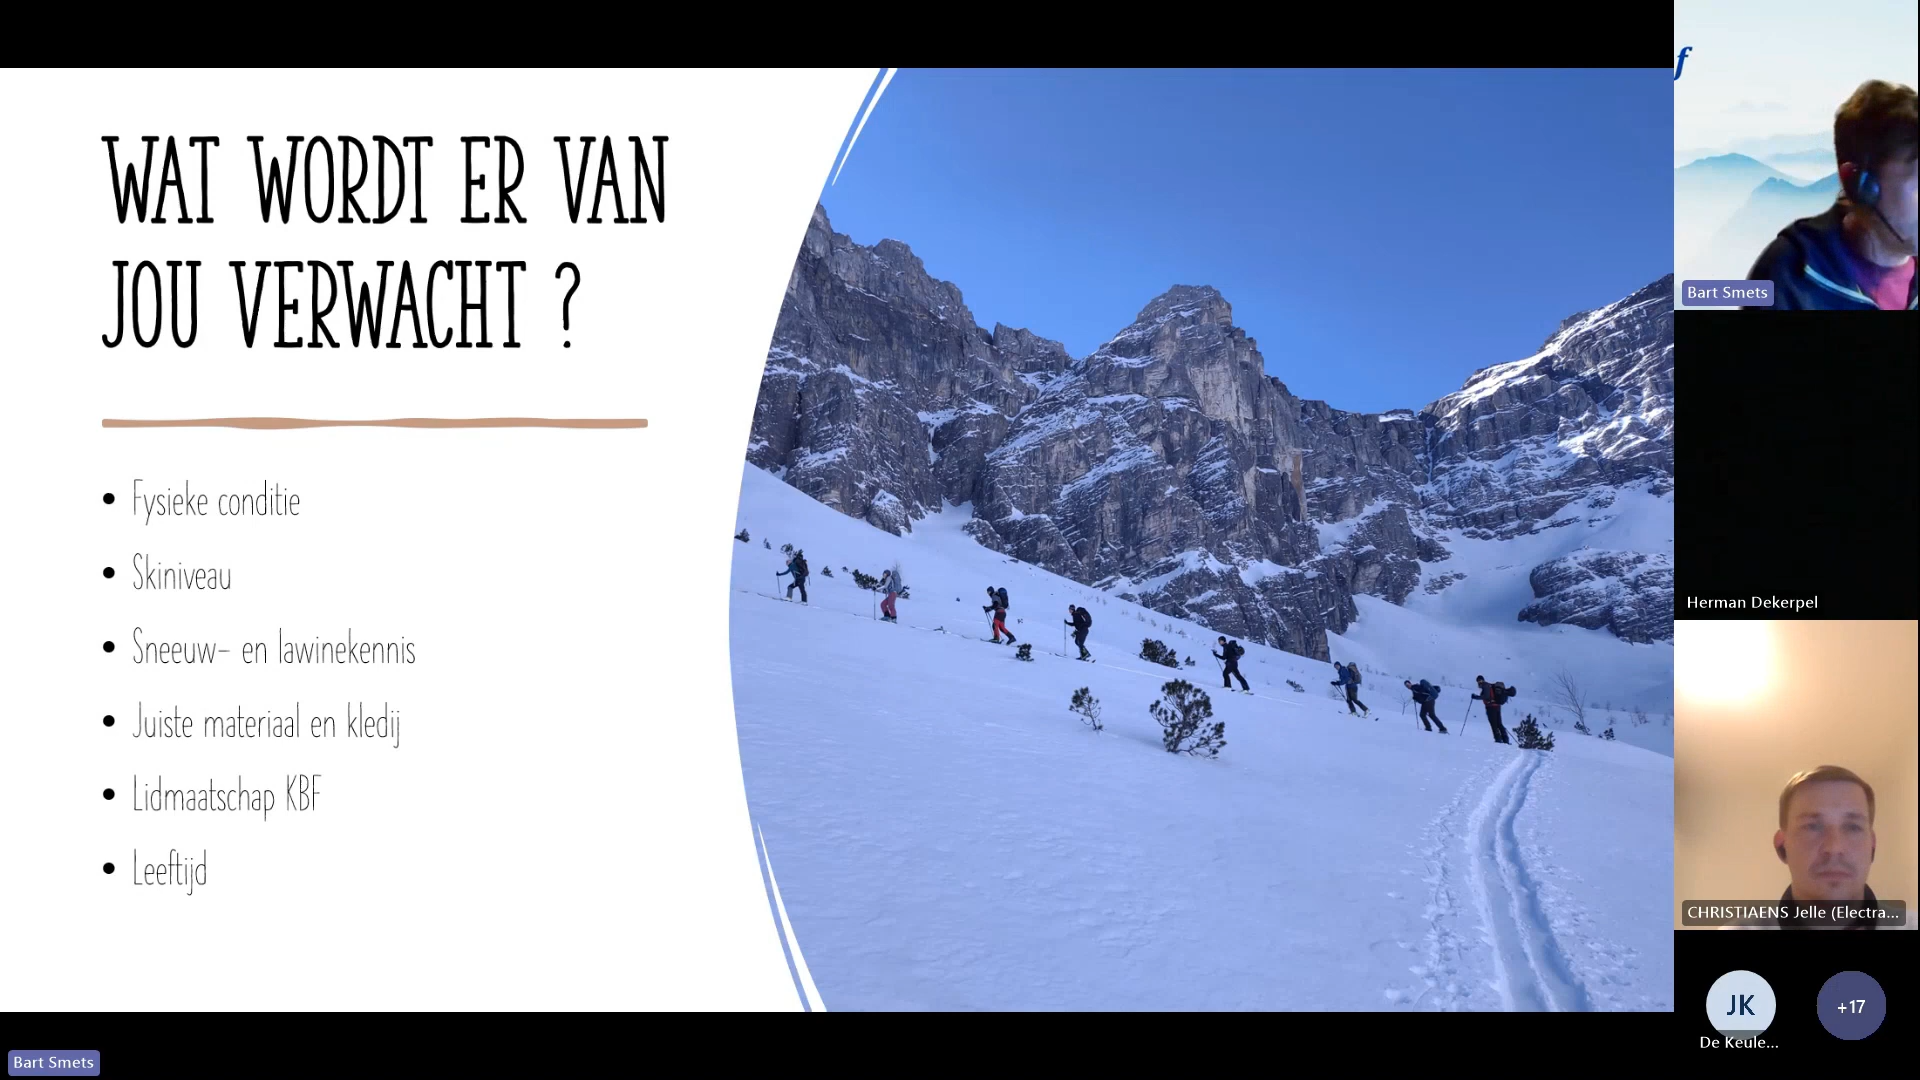 WAT WORDT ER VAN
JOU VERWACHT ?
• Fysieke conditie
• Skiniveau
• Sneeuw- en lawinekennis
• Juiste materiaal en kledij
• Lidmaatschap KBF
• Leeftijd
f
Bart Smets
Herman Dekerpel
CHRISTIAENS Jelle (Electra...
JK
+17
De Keule...
Bart Smets